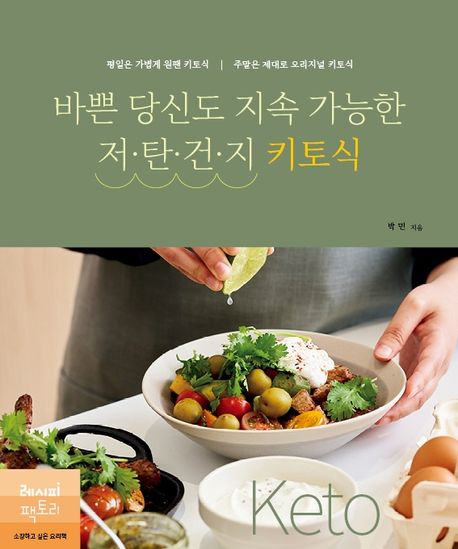 평일은 가볍게 원팬 키토식 | 주말은 제대로 오리지널 키토식
바쁜 당신도 지속 가능한
저·탄·건·지 키토식
박민 지음
레시피
팩토리
소장하고 싶은 요리책
Keto